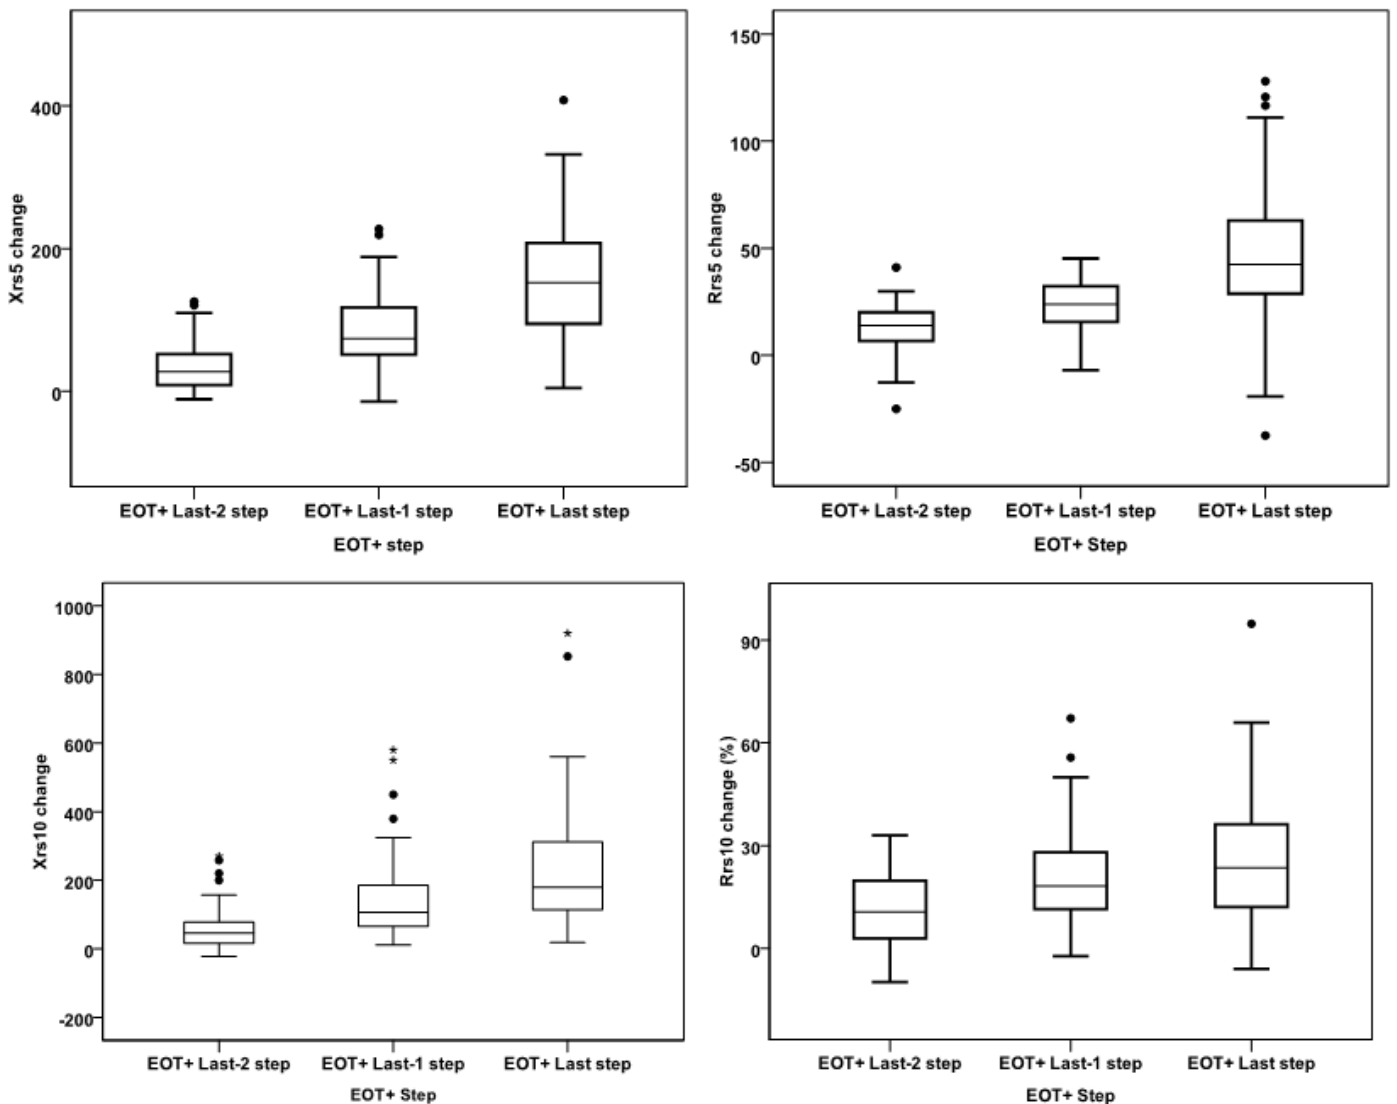 Xrs5 change
400
200
0
EOT+ Last-2 step EOT+ Last-1 step EOT+ Last step
EOT+ step
Rrs5 change
150
100
50
0
-50
EOT+ Last-2 step EOT+ Last-1 step EOT+ Last step
EOT+ Step
Xrs10 change
1000
800
600
400
200
0
-200
EOT+ Last-2 step EOT+ Last-1 step EOT+ Last step
EOT+ Step
Rrs10 change (%)
90
60
30
0
EOT+ Last-2 step EOT+ Last-1 step EOT+ Last step
EOT+ Step